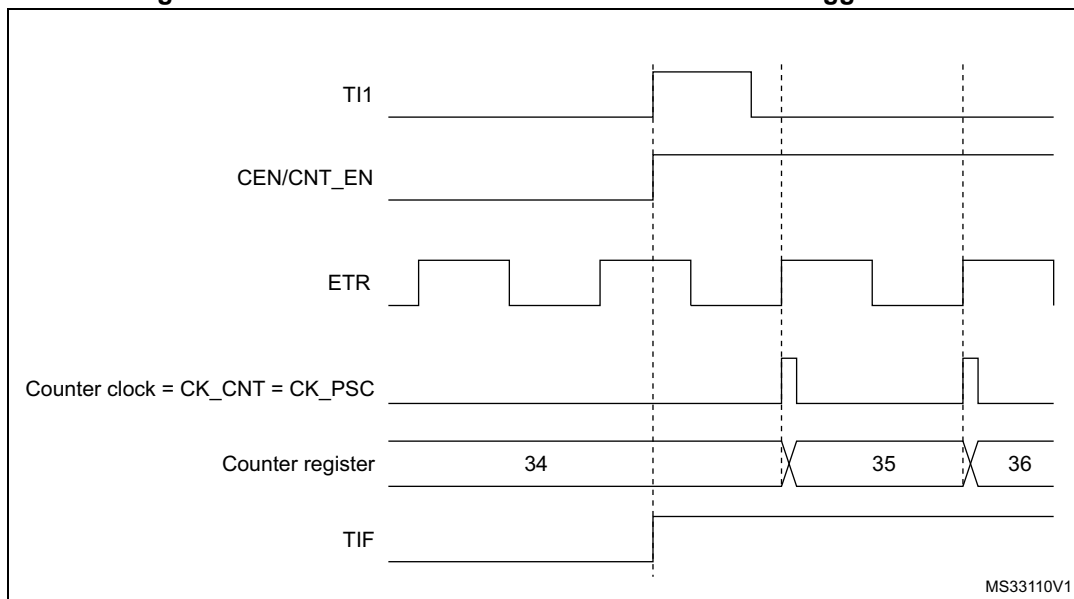 TI1
CEN/CNT_EN
ETR
Counter clock = CK_CNT = CK_PSC
Counter register 34 35 36
TIF
MS33110V1